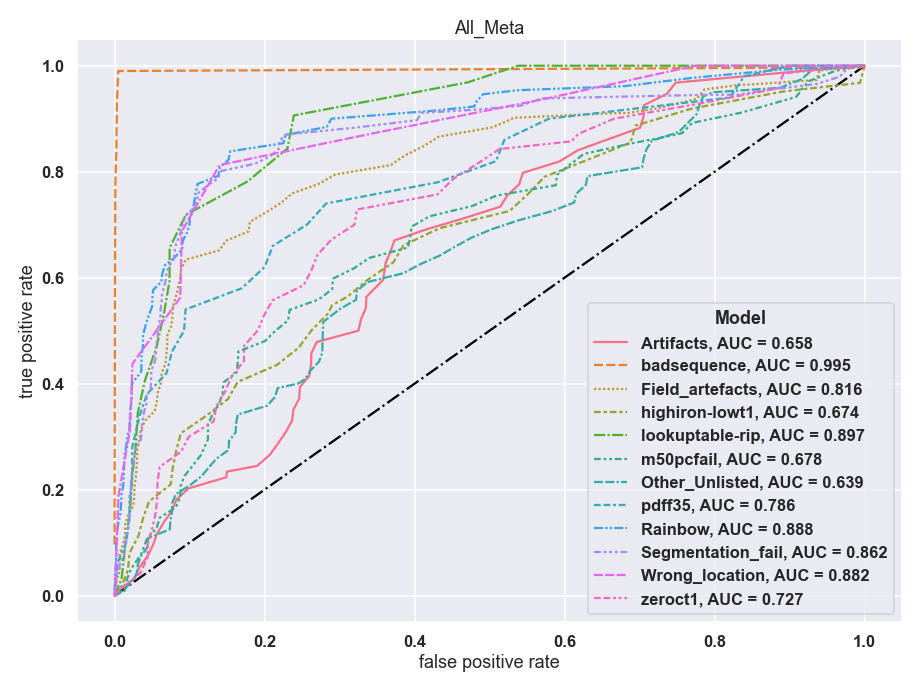 All_Meta
true positive rate
1.0
0.8
0.6
0.4
0.2
0.0
0.0 0.2 0.4 0.6 0.8 1.0
false positive rate
Model
Artifacts, AUC = 0.658
badsequence, AUC = 0.995
Field_artefacts, AUC = 0.816
highiron-lowt1, AUC = 0.674
lookuptable-rip, AUC = 0.897
m50pcfail, AUC = 0.678
Other_Unlisted, AUC = 0.639
pdff35, AUC = 0.786
Rainbow, AUC = 0.888
Segmentation_fail, AUC = 0.862
Wrong_location, AUC = 0.882
zeroct1, AUC = 0.727